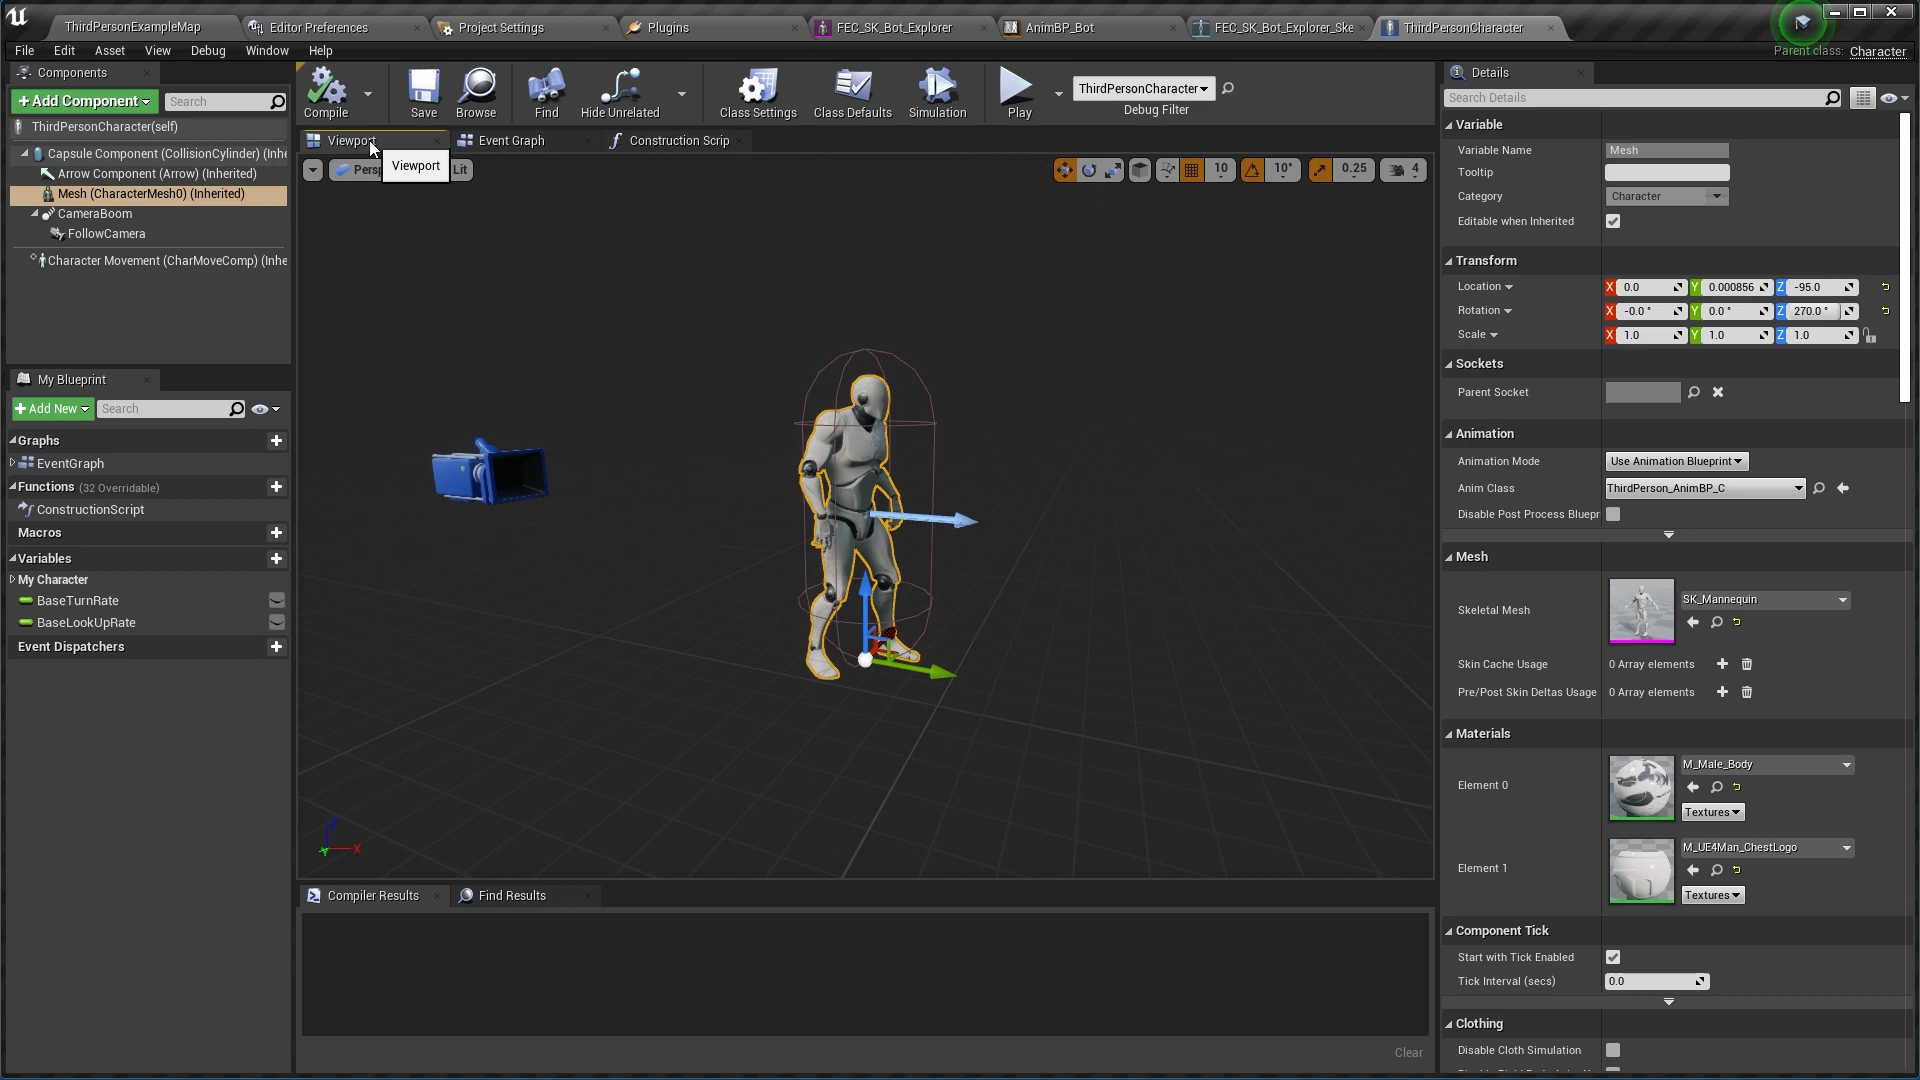 ThirdPersonExampleMap
Editor Preferences
Project Settings
Plugins
FEC_SK_Bot_Explorer
AnimBP_Bot
FEC_SK_Bot_Explorer_Ske
ThirdPersonCharacter
File Edit Asset View Debug Window Help
Parent class: Character
Components
Add Component
Search
ThirdPersonCharacter(self)
Capsule Component (CollisionCylinder) (Inhe
Arrow Component (Arrow) (Inherited)
Mesh (CharacterMesh0) (Inherited)
CameraBoom
FollowCamera
Character Movement (CharMoveComp) (Inhe
My Blueprint
Add New
Search
Graphs
EventGraph
Functions (32 Overridable)
ConstructionScript
Macros
Variables
My Character
BaseTurnRate
BaseLookUpRate
Event Dispatchers
Compile
Save
Browse
Find
Hide Unrelated
Class Settings
Class Defaults
Simulation
Play
ThirdPersonCharacter
Debug Filter
Viewport
Event Graph
Construction Scrip
Persp
Viewport
Lit
10
10°
0.25
4
Z
X
Y
Compiler Results
Find Results
Clear
Details
Search Details
Variable
Variable Name Mesh
Tooltip
Category Character
Editable when Inherited
Transform
Location X 0.0 Y 0.000856 Z -95.0
Rotation X -0.0 ° Y 0.0 ° Z 270.0 °
Scale X 1.0 Y 1.0 Z 1.0
Sockets
Parent Socket
Animation
Animation Mode Use Animation Blueprint
Anim Class ThirdPerson_AnimBP_C
Disable Post Process Bluepr
Mesh
Skeletal Mesh SK_Mannequin
Skin Cache Usage 0 Array elements
Pre/Post Skin Deltas Usage 0 Array elements
Materials
Element 0 M_Male_Body
Textures
Element 1 M_UE4Man_ChestLogo
Textures
Component Tick
Start with Tick Enabled
Tick Interval (secs) 0.0
Clothing
Disable Cloth Simulation